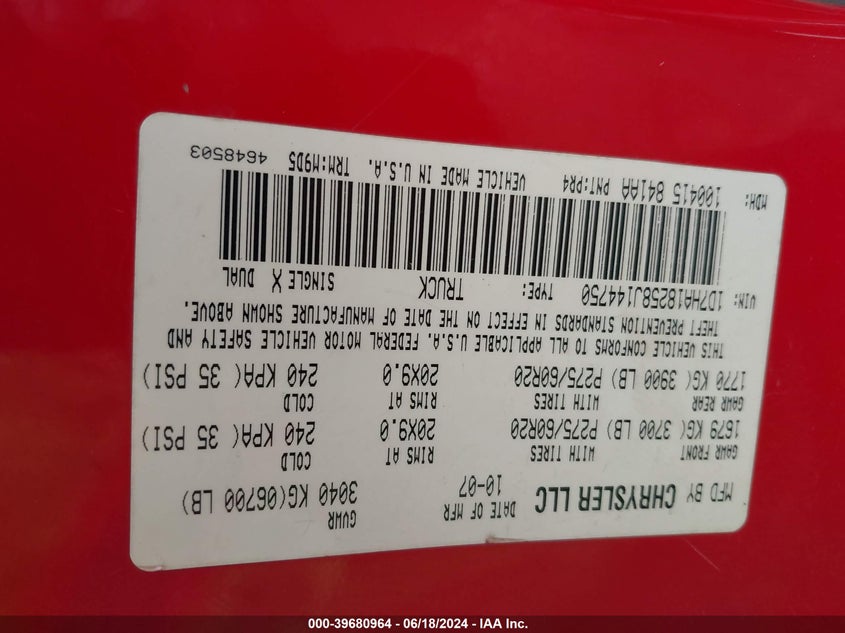 MFD BY CHRYSLER LLC
DATE OF MFR 10-07
GVWR 3040 KG(06700 LB)
GAWR FRONT WITH TIRES RIMS AT COLD
1679 KG( 3700 LB) P275/60R20 20X9.0 240 KPA( 35 PSI)
GAWR REAR WITH TIRES RIMS AT COLD
1770 KG( 3900 LB) P275/60R20 20X9.0 240 KPA( 35 PSI)
THIS VEHICLE CONFORMS TO ALL APPLICABLE U.S.A. FEDERAL MOTOR VEHICLE SAFETY AND
THEFT PREVENTION STANDARDS IN EFFECT ON THE DATE OF MANUFACTURE SHOWN ABOVE.
VIN: 1D7HA18258J144750 TYPE: TRUCK SINGLE X DUAL
MDH: 100415 841AA PNT:PR4 VEHICLE MADE IN U.S.A. TRM:M9D5 4648503
000-39680964 - 06/18/2024 - IAA Inc.